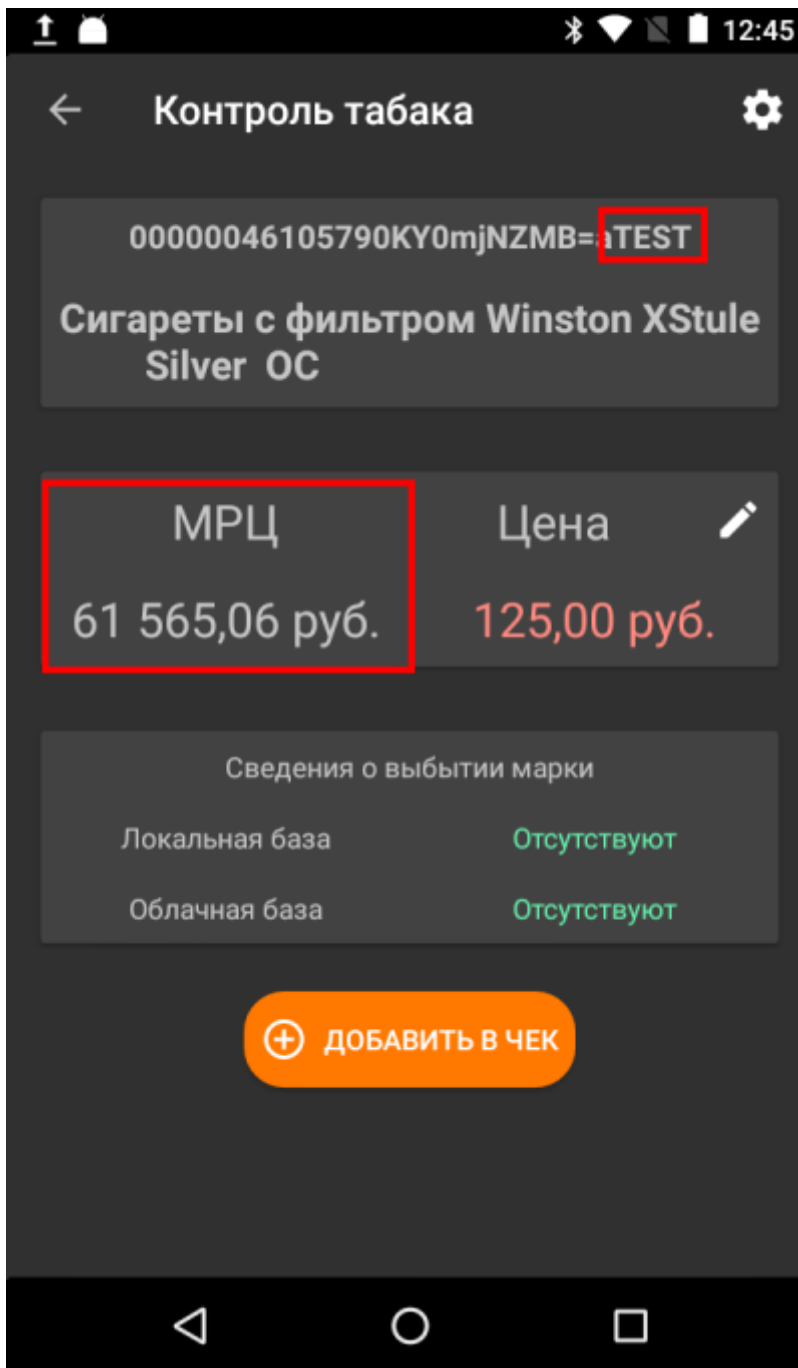 12:45
Контроль табака
00000046105790KY0mjNZMB=aTEST
Сигареты с фильтром Winston XStule
Silver OC
МРЦ Цена
61 565,06 руб. 125,00 руб.
Сведения о выбытии марки
Локальная база Отсутствуют
Облачная база Отсутствуют
ДОБАВИТЬ В ЧЕК